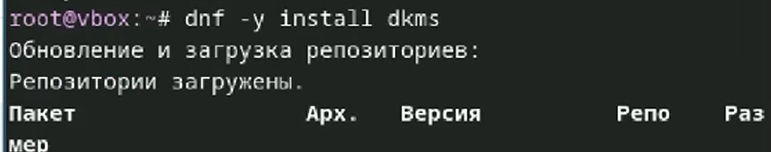 root@vbox:~# dnf -y install dkms
Обновление и загрузка репозиториев:
Репозитории загружены.
Пакет Арх. Версия Репо Раз
мер